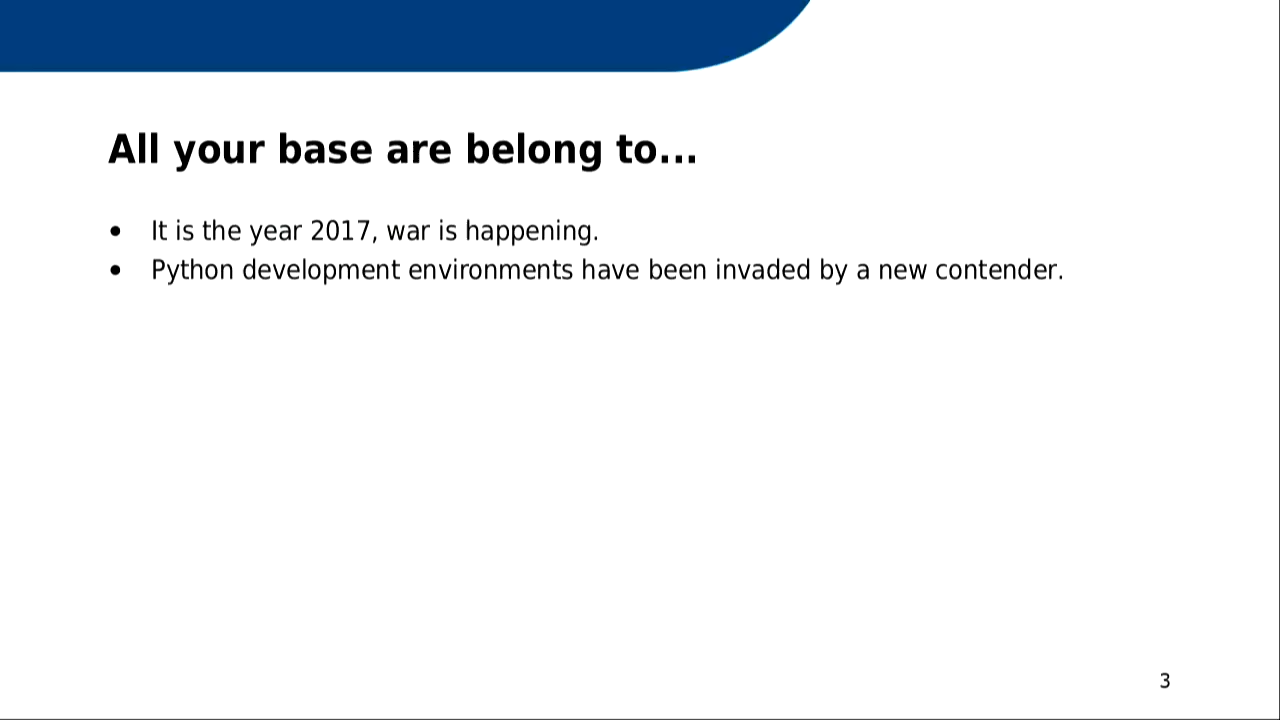 All your base are belong to...
• It is the year 2017, war is happening.
• Python development environments have been invaded by a new contender.
3